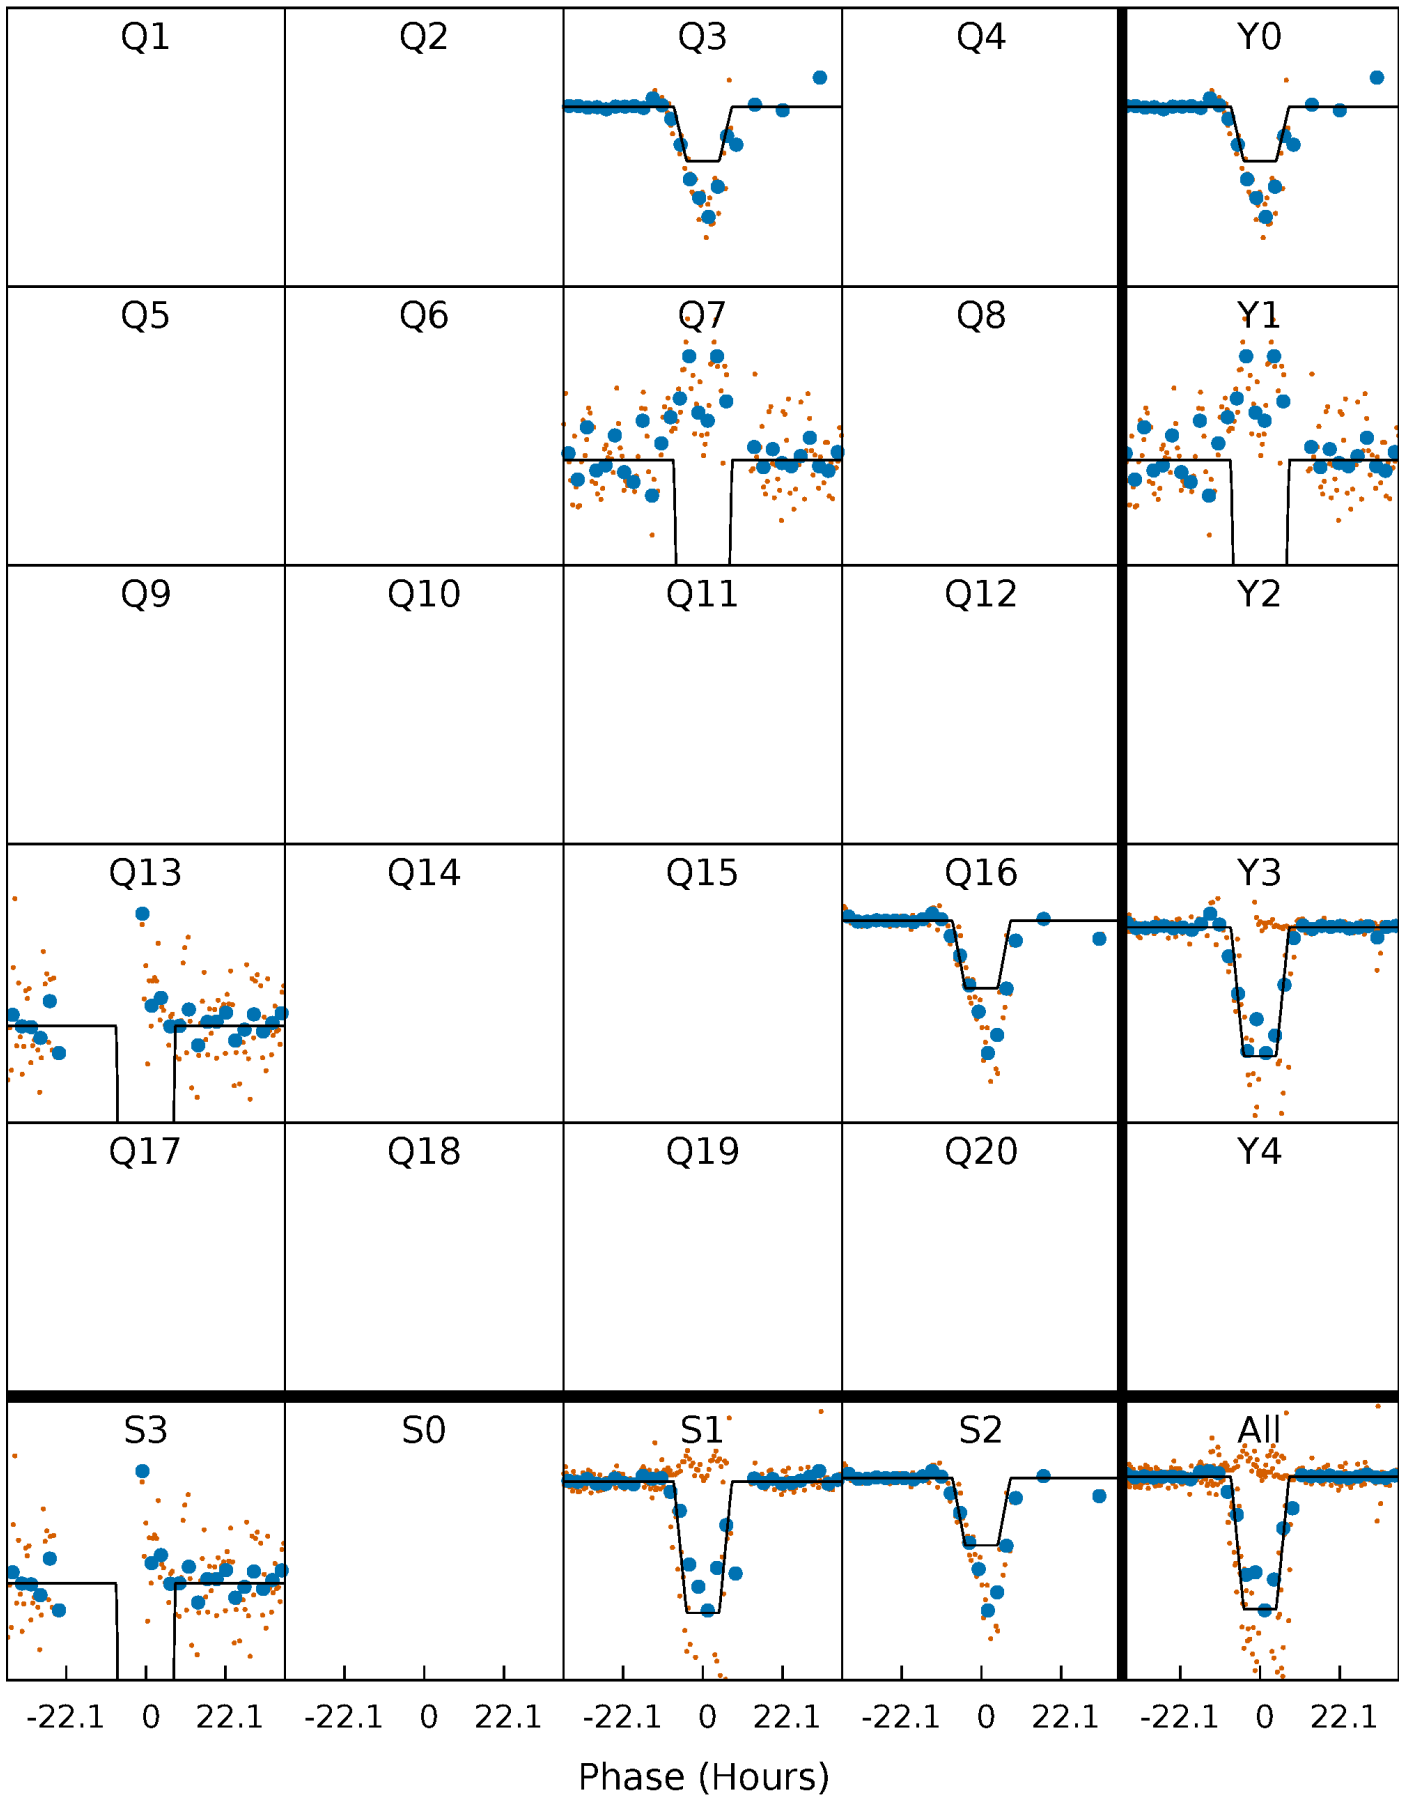 Q1 Q2 Q3 Q4 Y0
Q5 Q6 Q7 Q8 Y1
Q9 Q10 Q11 Q12 Y2
Q13 Q14 Q15 Q16 Y3
Q17 Q18 Q19 Q20 Y4
S3 S0 S1 S2 All
-22.1 0 22.1 -22.1 0 22.1 -22.1 0 22.1 -22.1 0 22.1 -22.1 0 22.1
Phase (Hours)